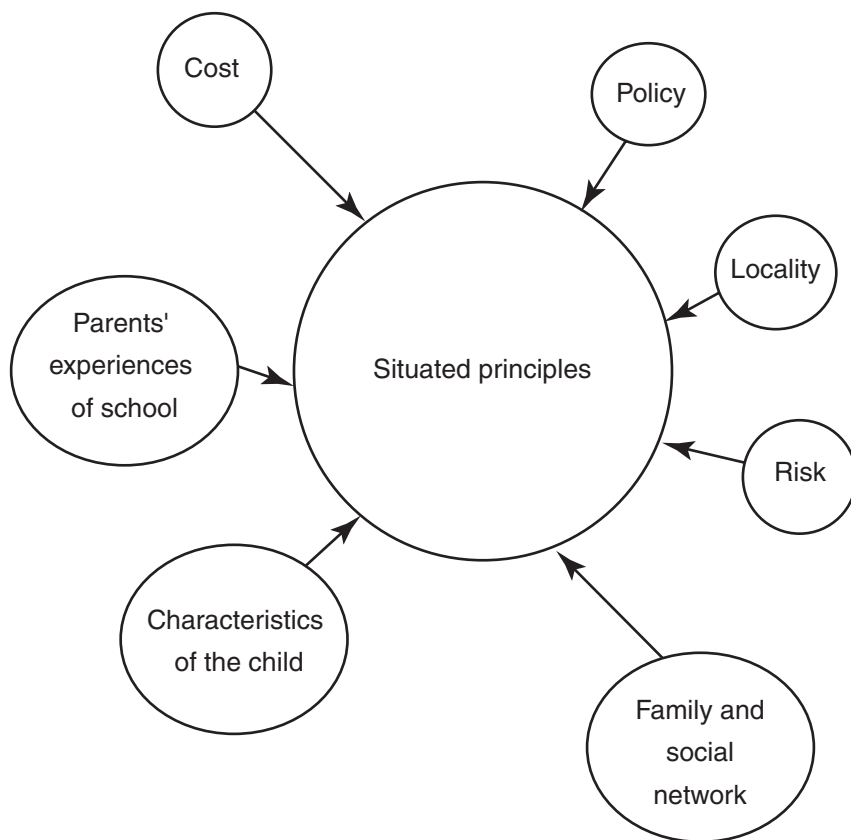 Cost
Policy
Locality
Parents'
experiences
of school
Situated principles
Risk
Characteristics
of the child
Family and
social
network